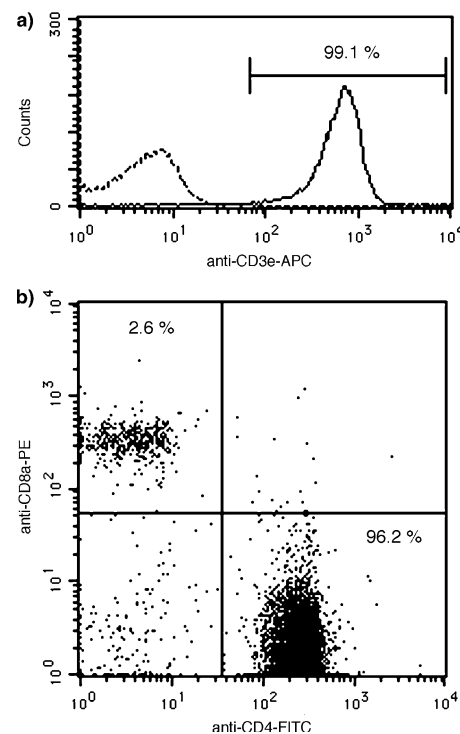 a)
300
99.1 %
Counts
0
10⁰ 10¹ 10² 10³ 10⁴
anti-CD3e-APC
b)
10⁴
2.6 %
10³
anti-CD8a-PE
10²
96.2 %
10¹
10⁰
10⁰ 10¹ 10² 10³ 10⁴
anti-CD4-FITC